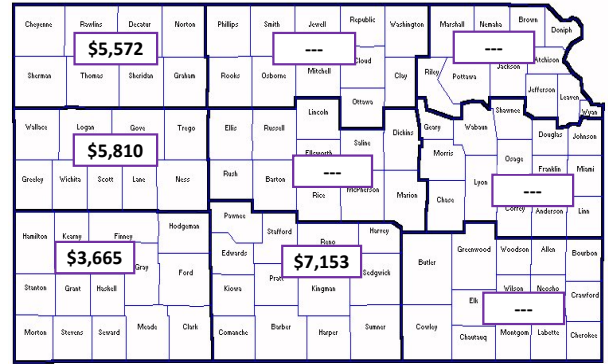 Cheyenne Rawlins Decatur Norton Phillips Smith Jewell Republic Washington Marshall Nemaha Brown Doniph
$5,572 --- ---
Cloud Atchison
Sherman Thomas Sheridan Graham Rooks Osborne Mitchell Clay Riley Pottawa Jackson
Jefferson Leaven
Ottawa
Wyan
Wallace Logan Gove Trego Ellis Russell Lincoln Saline Dickins Geary Wabaun Shawnee Douglas Johnson
$5,810 Ellsworth Morris Osage Franklin Miami
--- ---
Greeley Wichita Scott Lane Ness Rush Barton Rice McPherson Marion Chase Lyon Coffey Anderson Linn
Hamilton Kearny Finney Hodgeman Pawnee Stafford Reno Harvey
$3,665 $7,153
Gray Ford Edwards Pratt Sedgwick Butler Greenwood Woodson Allen Bourbon
Stanton Grant Haskell Kiowa Kingman Elk Wilson Neosho Crawford
---
Morton Stevens Seward Meade Clark Comanche Barber Harper Sumner Cowley Chautauq Montgom Labette Cherokee